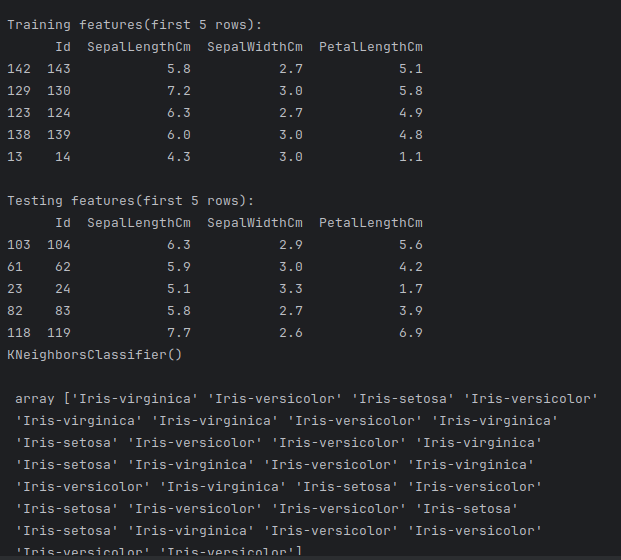 Training features(first 5 rows):
      Id  SepalLengthCm  SepalWidthCm  PetalLengthCm
142  143            5.8           2.7            5.1
129  130            7.2           3.0            5.8
123  124            6.3           2.7            4.9
138  139            6.0           3.0            4.8
13    14            4.3           3.0            1.1
Testing features(first 5 rows):
      Id  SepalLengthCm  SepalWidthCm  PetalLengthCm
103  104            6.3           2.9            5.6
61    62            5.9           3.0            4.2
23    24            5.1           3.3            1.7
82    83            5.8           2.7            3.9
118  119            7.7           2.6            6.9
KNeighborsClassifier()
 array ['Iris-virginica' 'Iris-versicolor' 'Iris-setosa' 'Iris-versicolor'
 'Iris-virginica' 'Iris-virginica' 'Iris-versicolor' 'Iris-virginica'
 'Iris-setosa' 'Iris-versicolor' 'Iris-versicolor' 'Iris-virginica'
 'Iris-setosa' 'Iris-virginica' 'Iris-versicolor' 'Iris-virginica'
 'Iris-versicolor' 'Iris-virginica' 'Iris-setosa' 'Iris-versicolor'
 'Iris-setosa' 'Iris-versicolor' 'Iris-versicolor' 'Iris-setosa'
 'Iris-setosa' 'Iris-virginica' 'Iris-versicolor' 'Iris-versicolor'
 'Iris-versicolor' 'Iris-versicolor']